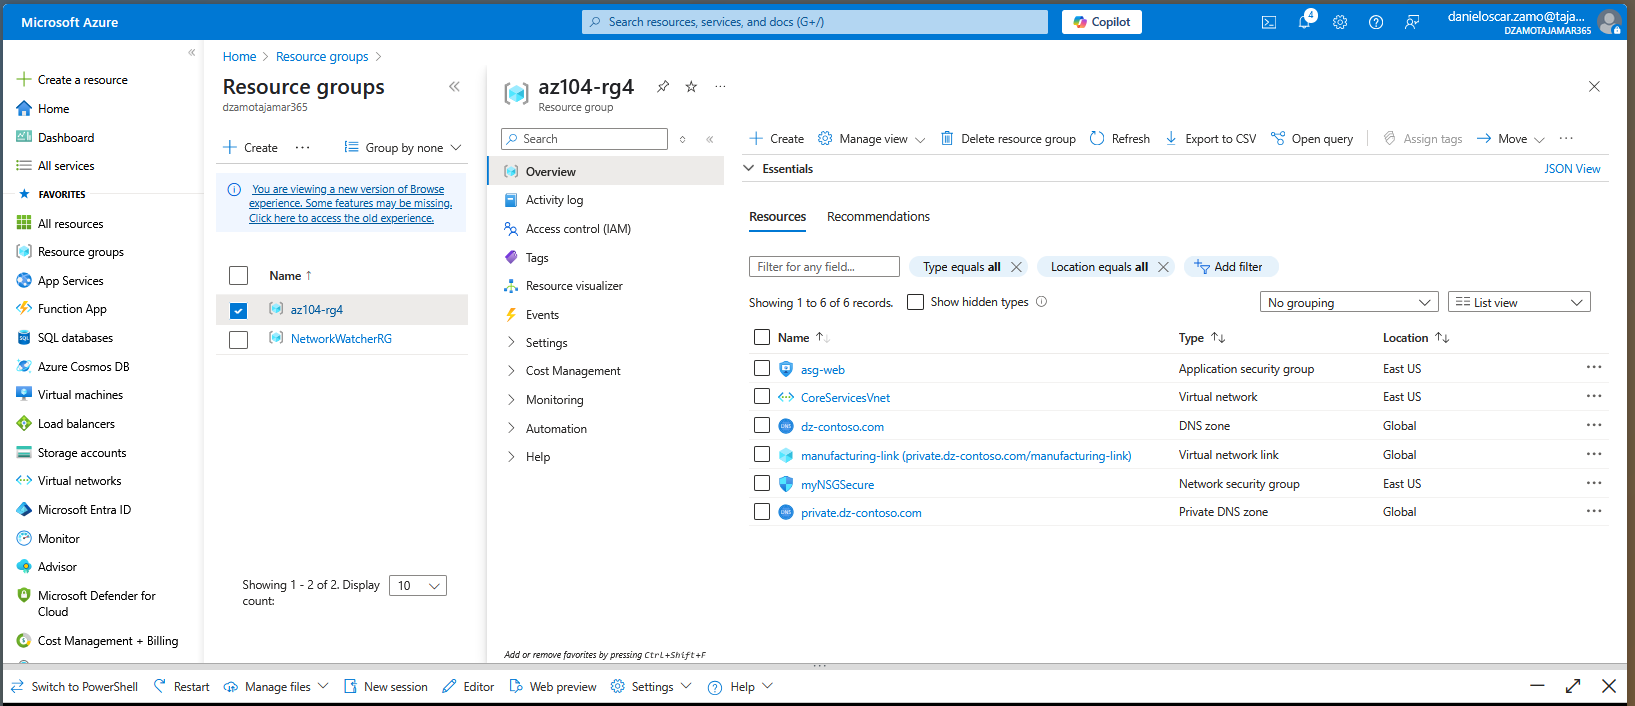 Microsoft Azure
Search resources, services, and docs (G+/)
Copilot
4
danieloscar.zamo@taja...
DZAMOTAJAMAR365
Create a resource
Home
Dashboard
All services
FAVORITES
All resources
Resource groups
App Services
Function App
SQL databases
Azure Cosmos DB
Virtual machines
Load balancers
Storage accounts
Virtual networks
Microsoft Entra ID
Monitor
Advisor
Microsoft Defender for
Cloud
Cost Management + Billing
Home > Resource groups >
Resource groups
dzamotajamar365
Create
...
Group by none
You are viewing a new version of Browse
experience. Some features may be missing.
Click here to access the old experience.
Name ↑
az104-rg4
NetworkWatcherRG
Showing 1 - 2 of 2. Display
count:
10
az104-rg4
Resource group
Search
Overview
Activity log
Access control (IAM)
Tags
Resource visualizer
Events
Settings
Cost Management
Monitoring
Automation
Help
Add or remove favorites by pressing Ctrl+Shift+F
Create
Manage view
Delete resource group
Refresh
Export to CSV
Open query
Assign tags
Move
...
Essentials
JSON View
Resources
Recommendations
Filter for any field...
Type equals all
Location equals all
Add filter
Showing 1 to 6 of 6 records.
Show hidden types
No grouping
List view
Name ↑↓ Type ↑↓ Location ↑↓
asg-web Application security group East US ...
CoreServicesVnet Virtual network East US ...
dz-contoso.com DNS zone Global ...
manufacturing-link (private.dz-contoso.com/manufacturing-link) Virtual network link Global ...
myNSGSecure Network security group East US ...
private.dz-contoso.com Private DNS zone Global ...
Switch to PowerShell
Restart
Manage files
New session
Editor
Web preview
Settings
Help